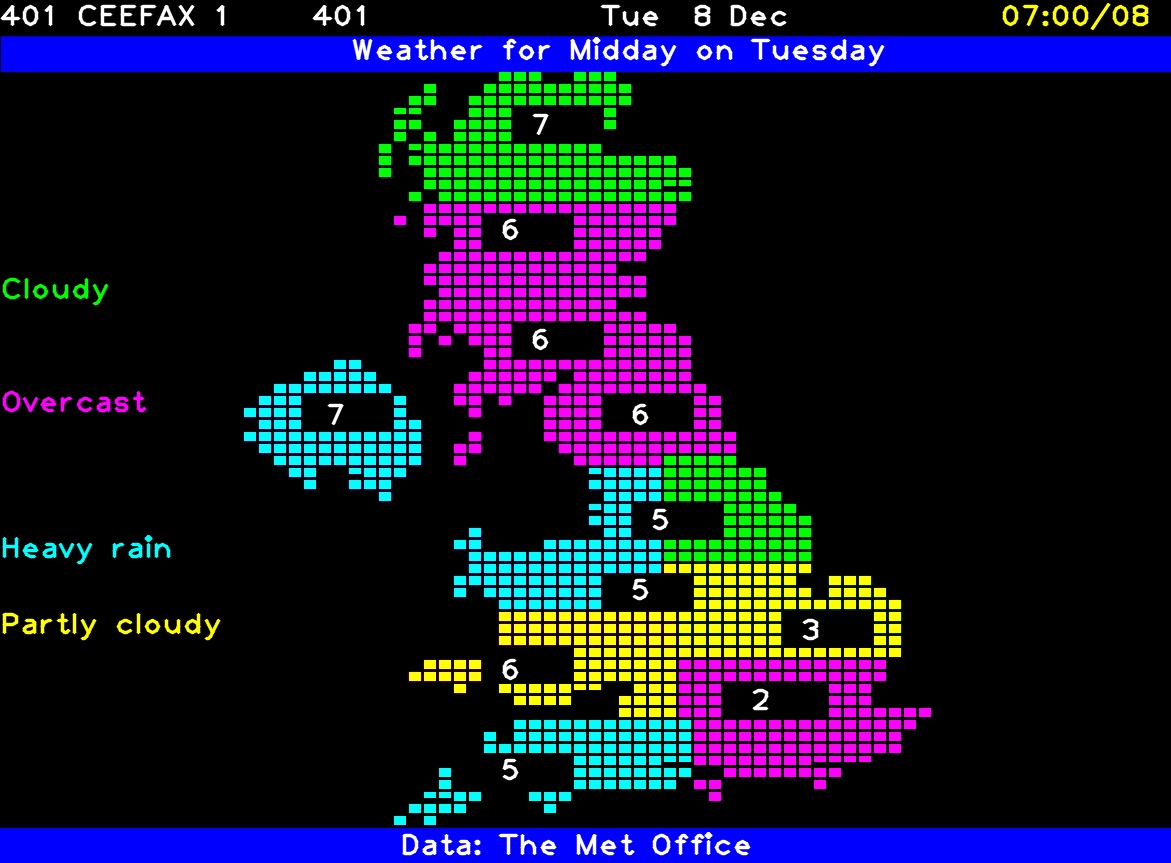 401 CEEFAX 1 401 Tue 8 Dec 07:00/08
Weather for Midday on Tuesday
7
6
Cloudy
6
Overcast
7 6
5
Heavy rain
5
Partly cloudy 3
6
2
5
Data: The Met Office